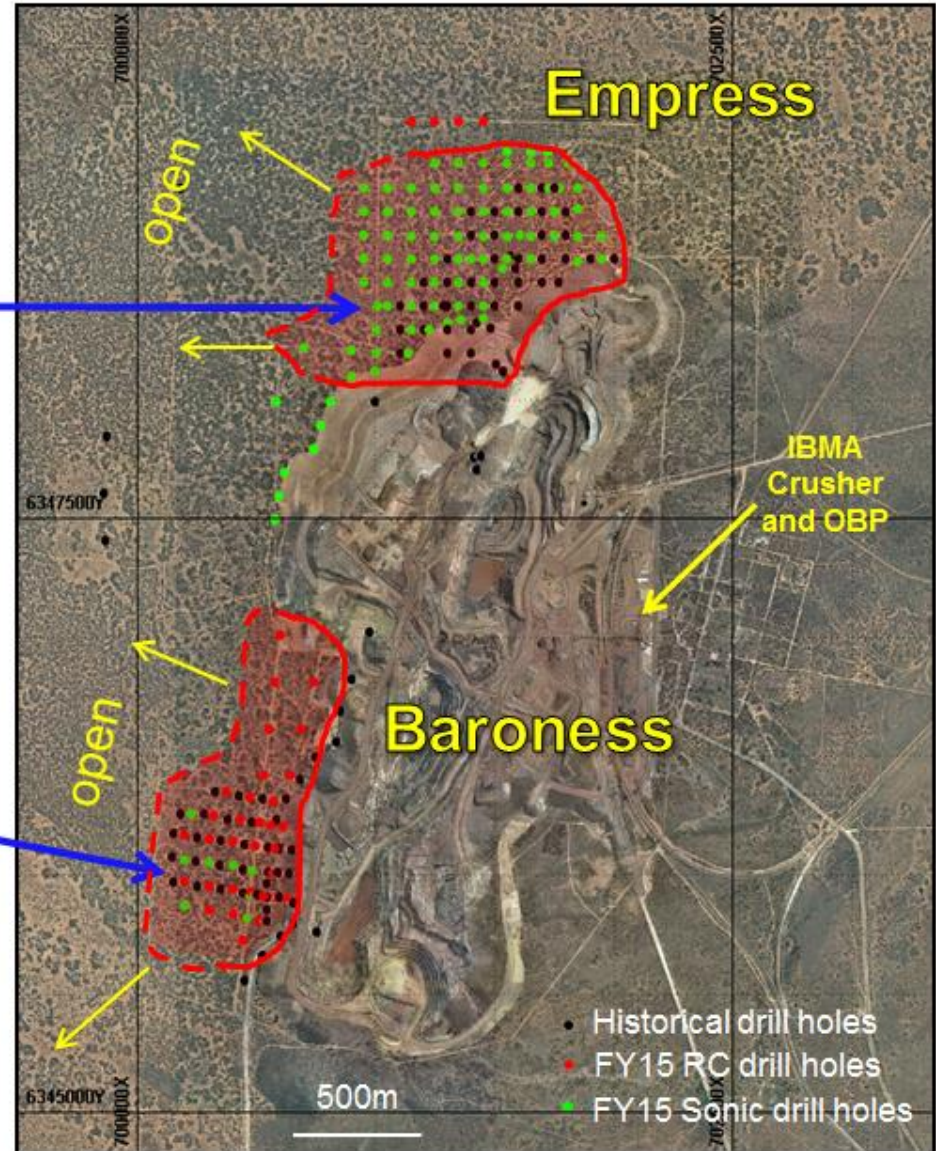 700000X
702500X
Empress
open
IBMA
Crusher
and OBP
6347500Y
open
Baroness
Historical drill holes
FY15 RC drill holes
FY15 Sonic drill holes
6345000Y
500m
700000X